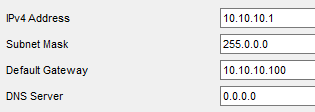 IPv4 Address 10.10.10.1
Subnet Mask 255.0.0.0
Default Gateway 10.10.10.100
DNS Server 0.0.0.0